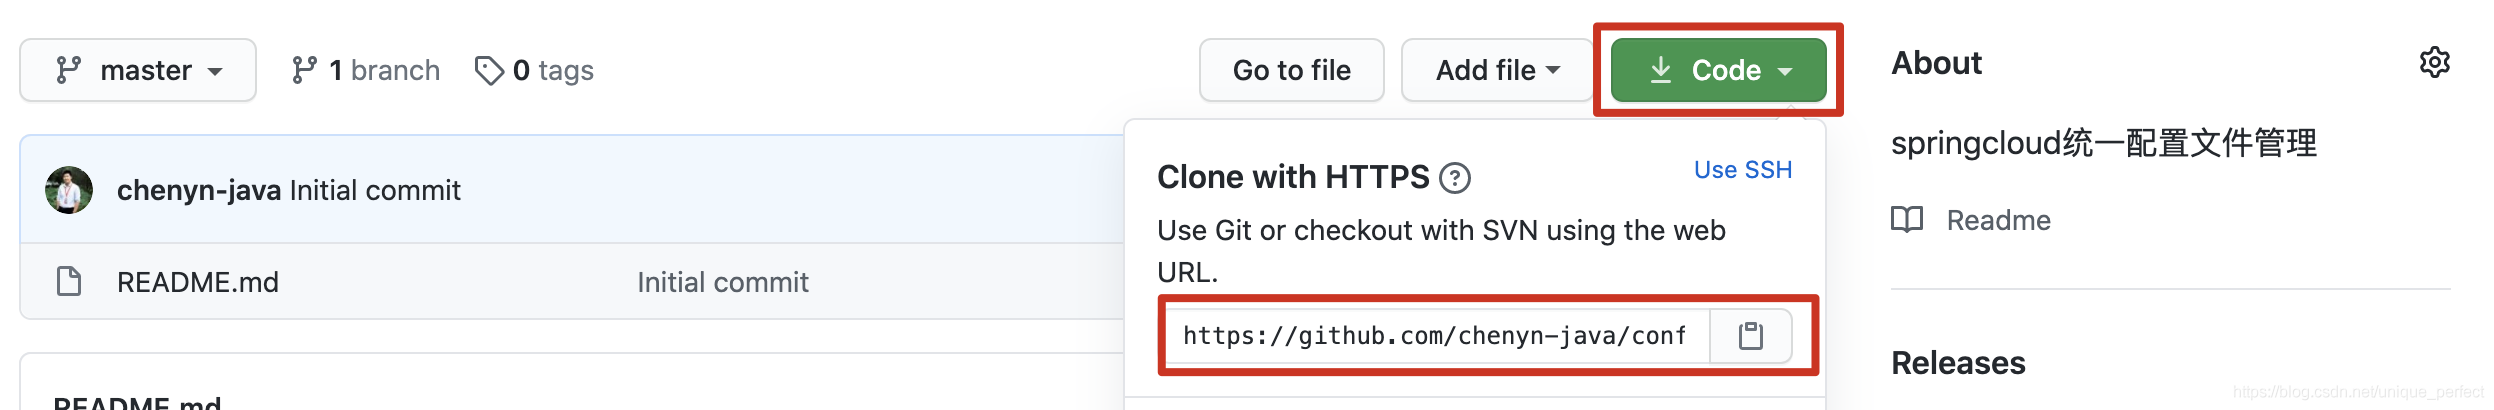 master
1 branch
0 tags
Go to file
Add file
Code
About
springcloud统一配置文件管理
chenyn-java Initial commit
Clone with HTTPS
Use SSH
Use Git or checkout with SVN using the web
URL.
Readme
README.md
Initial commit
https://github.com/chenyn-java/conf
Releases
README.md
https://blog.csdn.net/unique_perfect